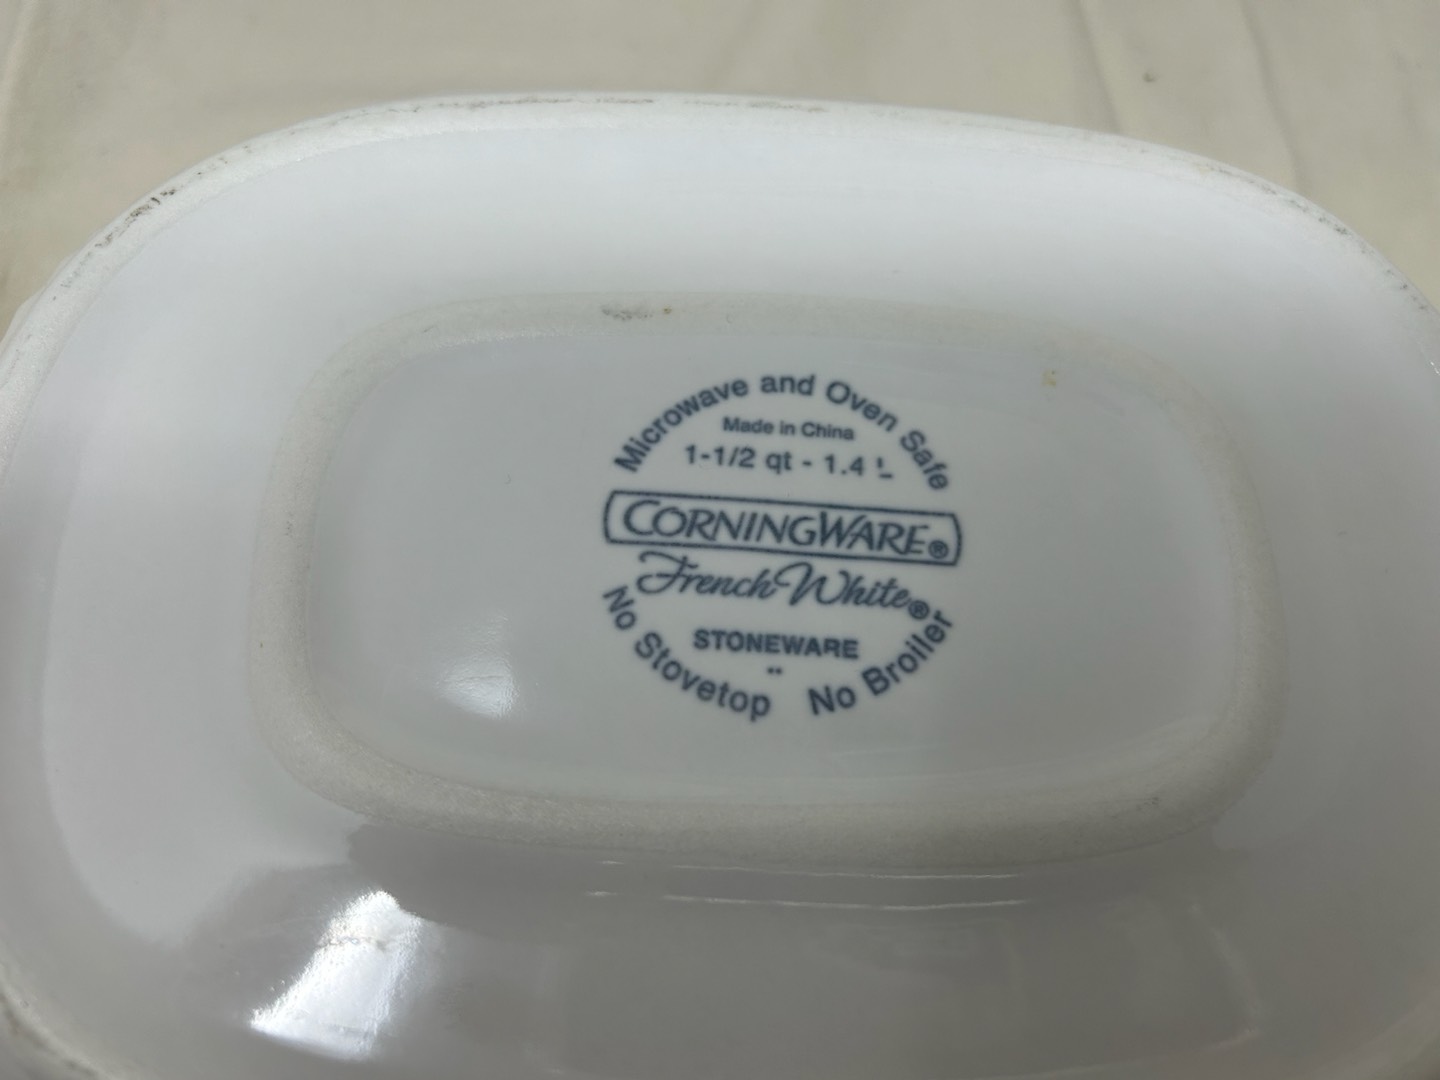 Microwave and Oven Safe
Made in China
1-1/2 qt - 1.4 L
CORNINGWARE®
French White®
STONEWARE
No Stovetop No Broiler